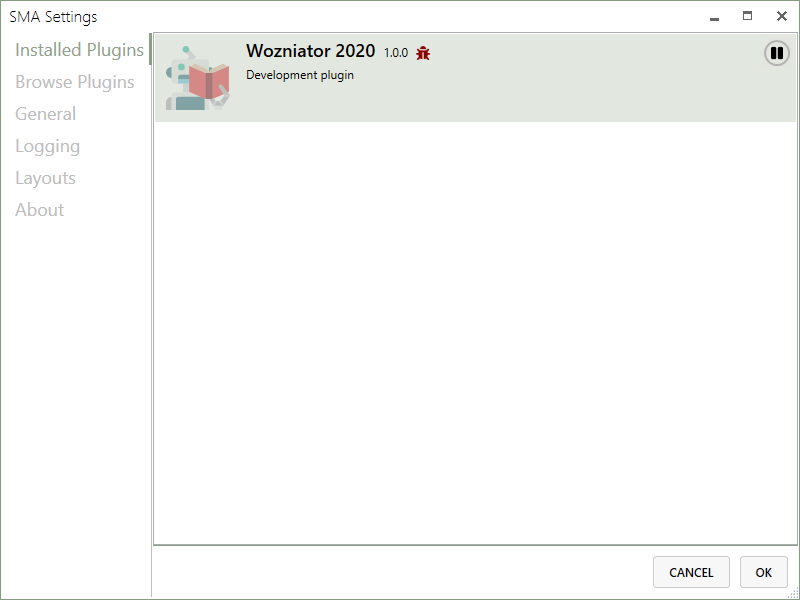 SMA Settings
Installed Plugins
Browse Plugins
General
Logging
Layouts
About
Wozniator 2020 1.0.0
Development plugin
CANCEL
OK